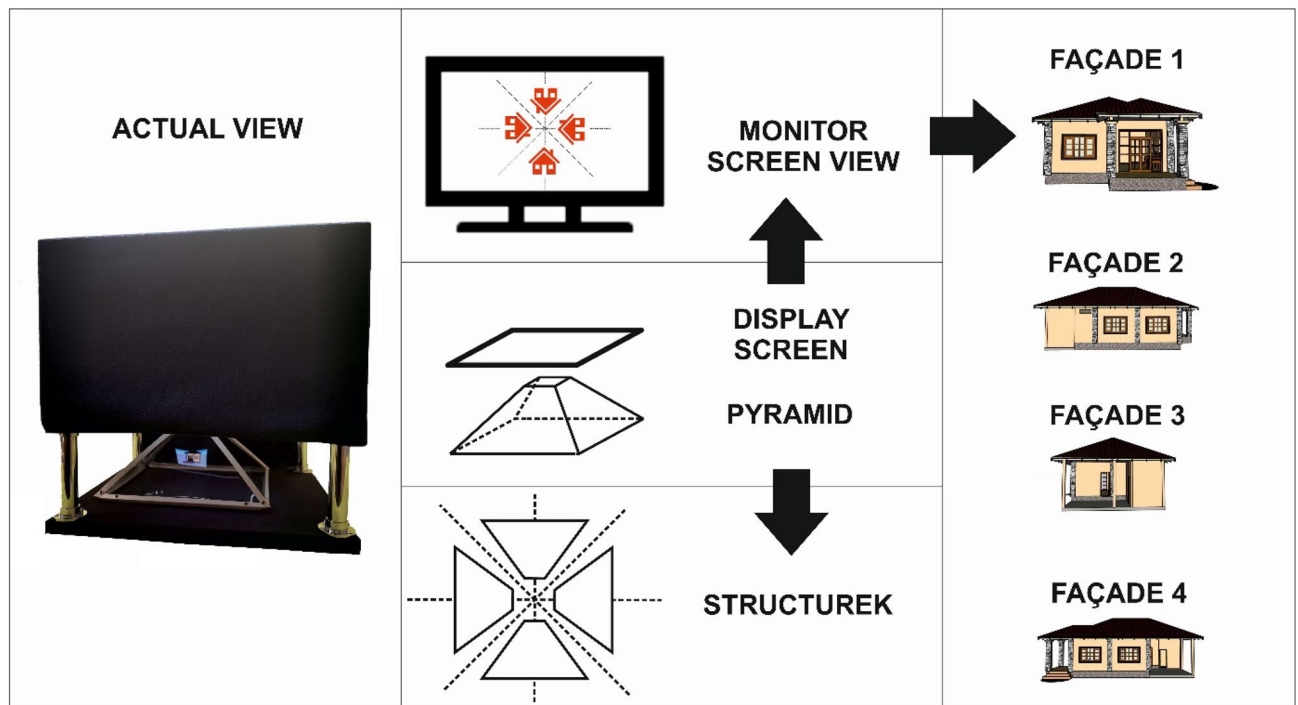 ACTUAL VIEW
MONITOR
SCREEN VIEW
DISPLAY
SCREEN
PYRAMID
STRUCTUREK
FAÇADE 1
FAÇADE 2
FAÇADE 3
FAÇADE 4